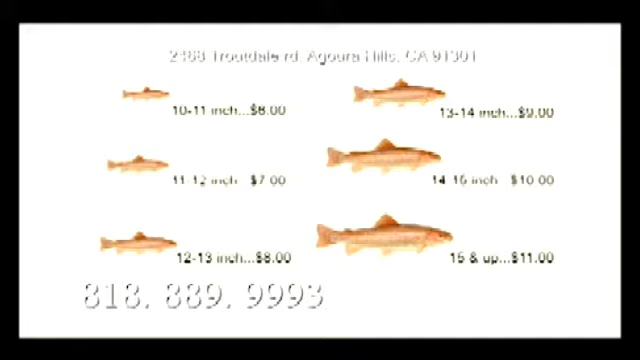 2468 Troutdale rd. Agoura Hills, CA 91301
10-11 inch...$6.00
13-14 inch...$9.00
11-12 inch...$7.00
14-15 inch...$10.00
12-13 inch...$8.00
15 & up...$11.00
818. 889. 9993